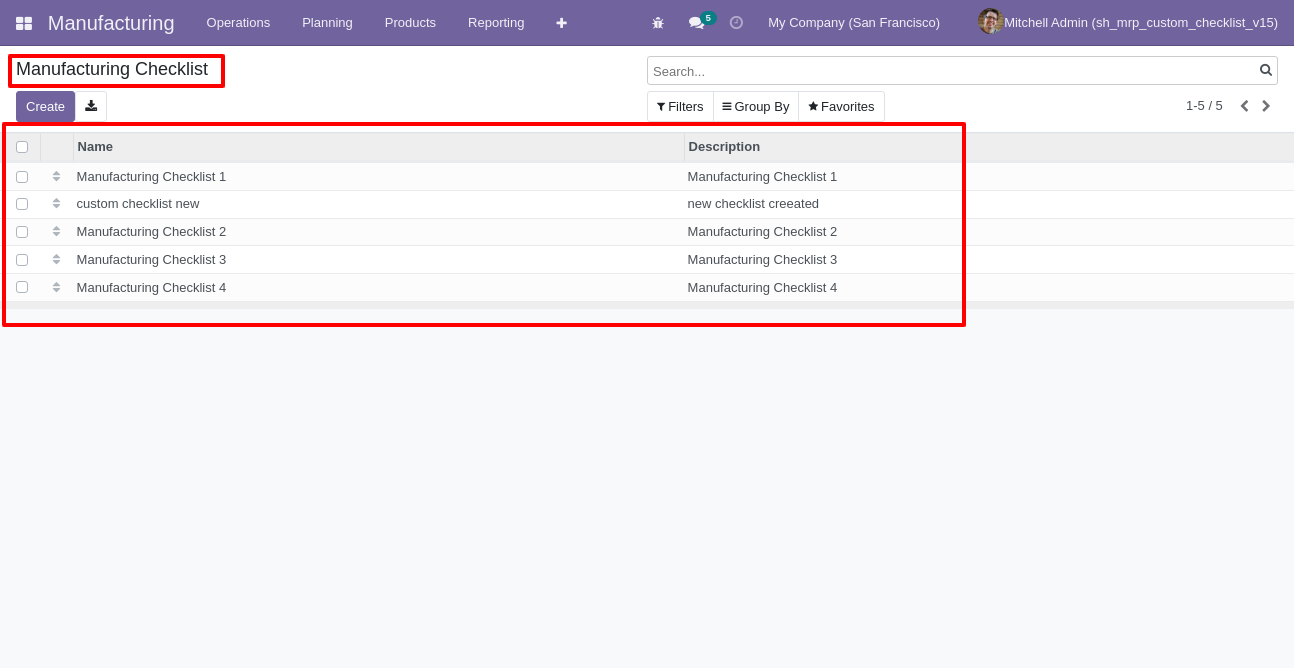 Manufacturing Operations Planning Products Reporting 5 My Company (San Francisco) Mitchell Admin (sh_mrp_custom_checklist_v15)
Manufacturing Checklist
Search...
Create
Filters Group By Favorites 1-5 / 5
Name Description
Manufacturing Checklist 1 Manufacturing Checklist 1
custom checklist new new checklist creeated
Manufacturing Checklist 2 Manufacturing Checklist 2
Manufacturing Checklist 3 Manufacturing Checklist 3
Manufacturing Checklist 4 Manufacturing Checklist 4